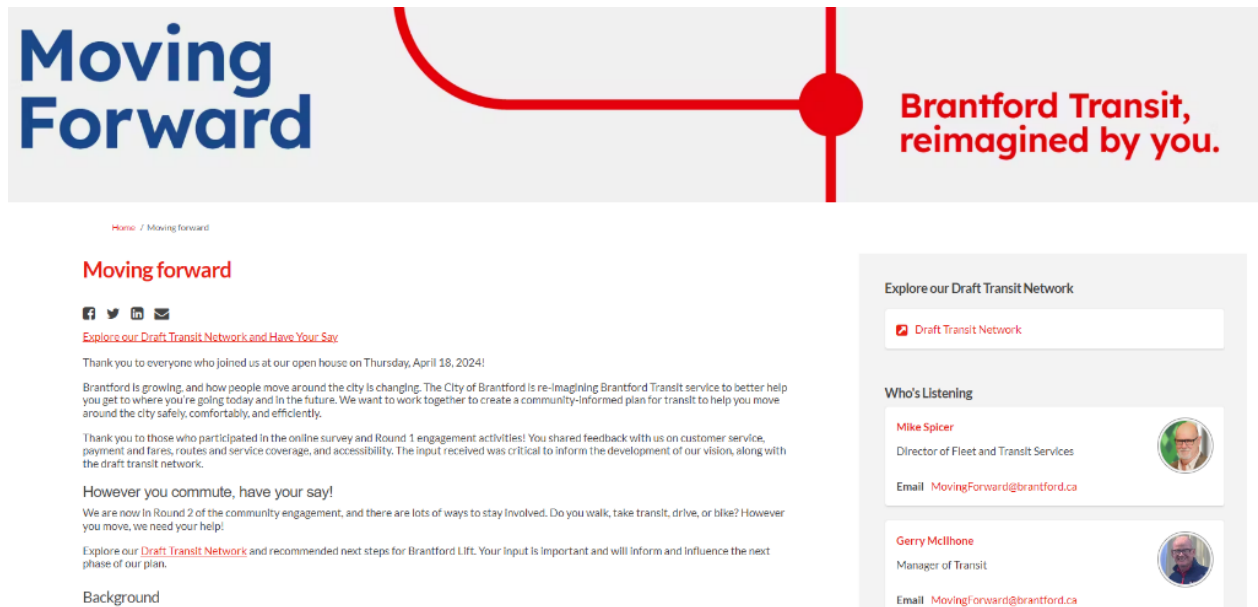 Moving
Forward
Brantford Transit,
reimagined by you.
Home / Moving forward
Moving forward
Explore our Draft Transit Network and Have Your Say
Thank you to everyone who joined us at our open house on Thursday, April 18, 2024!
Brantford is growing, and how people move around the city is changing. The City of Brantford is re-imagining Brantford Transit service to better help
you get to where you're going today and in the future. We want to work together to create a community-informed plan for transit to help you move
around the city safely, comfortably, and efficiently.
Thank you to those who participated in the online survey and Round 1 engagement activities! You shared feedback with us on customer service,
payment and fares, routes and service coverage, and accessibility. The input received was critical to inform the development of our vision, along with
the draft transit network.
However you commute, have your say!
We are now in Round 2 of the community engagement, and there are lots of ways to stay involved. Do you walk, take transit, drive, or bike? However
you move, we need your help!
Explore our Draft Transit Network and recommended next steps for Brantford Lift. Your input is important and will inform and influence the next
phase of our plan.
Background
Explore our Draft Transit Network
Draft Transit Network
Who's Listening
Mike Spicer
Director of Fleet and Transit Services
Email MovingForward@brantford.ca
Gerry McIlhone
Manager of Transit
Email MovingForward@brantford.ca